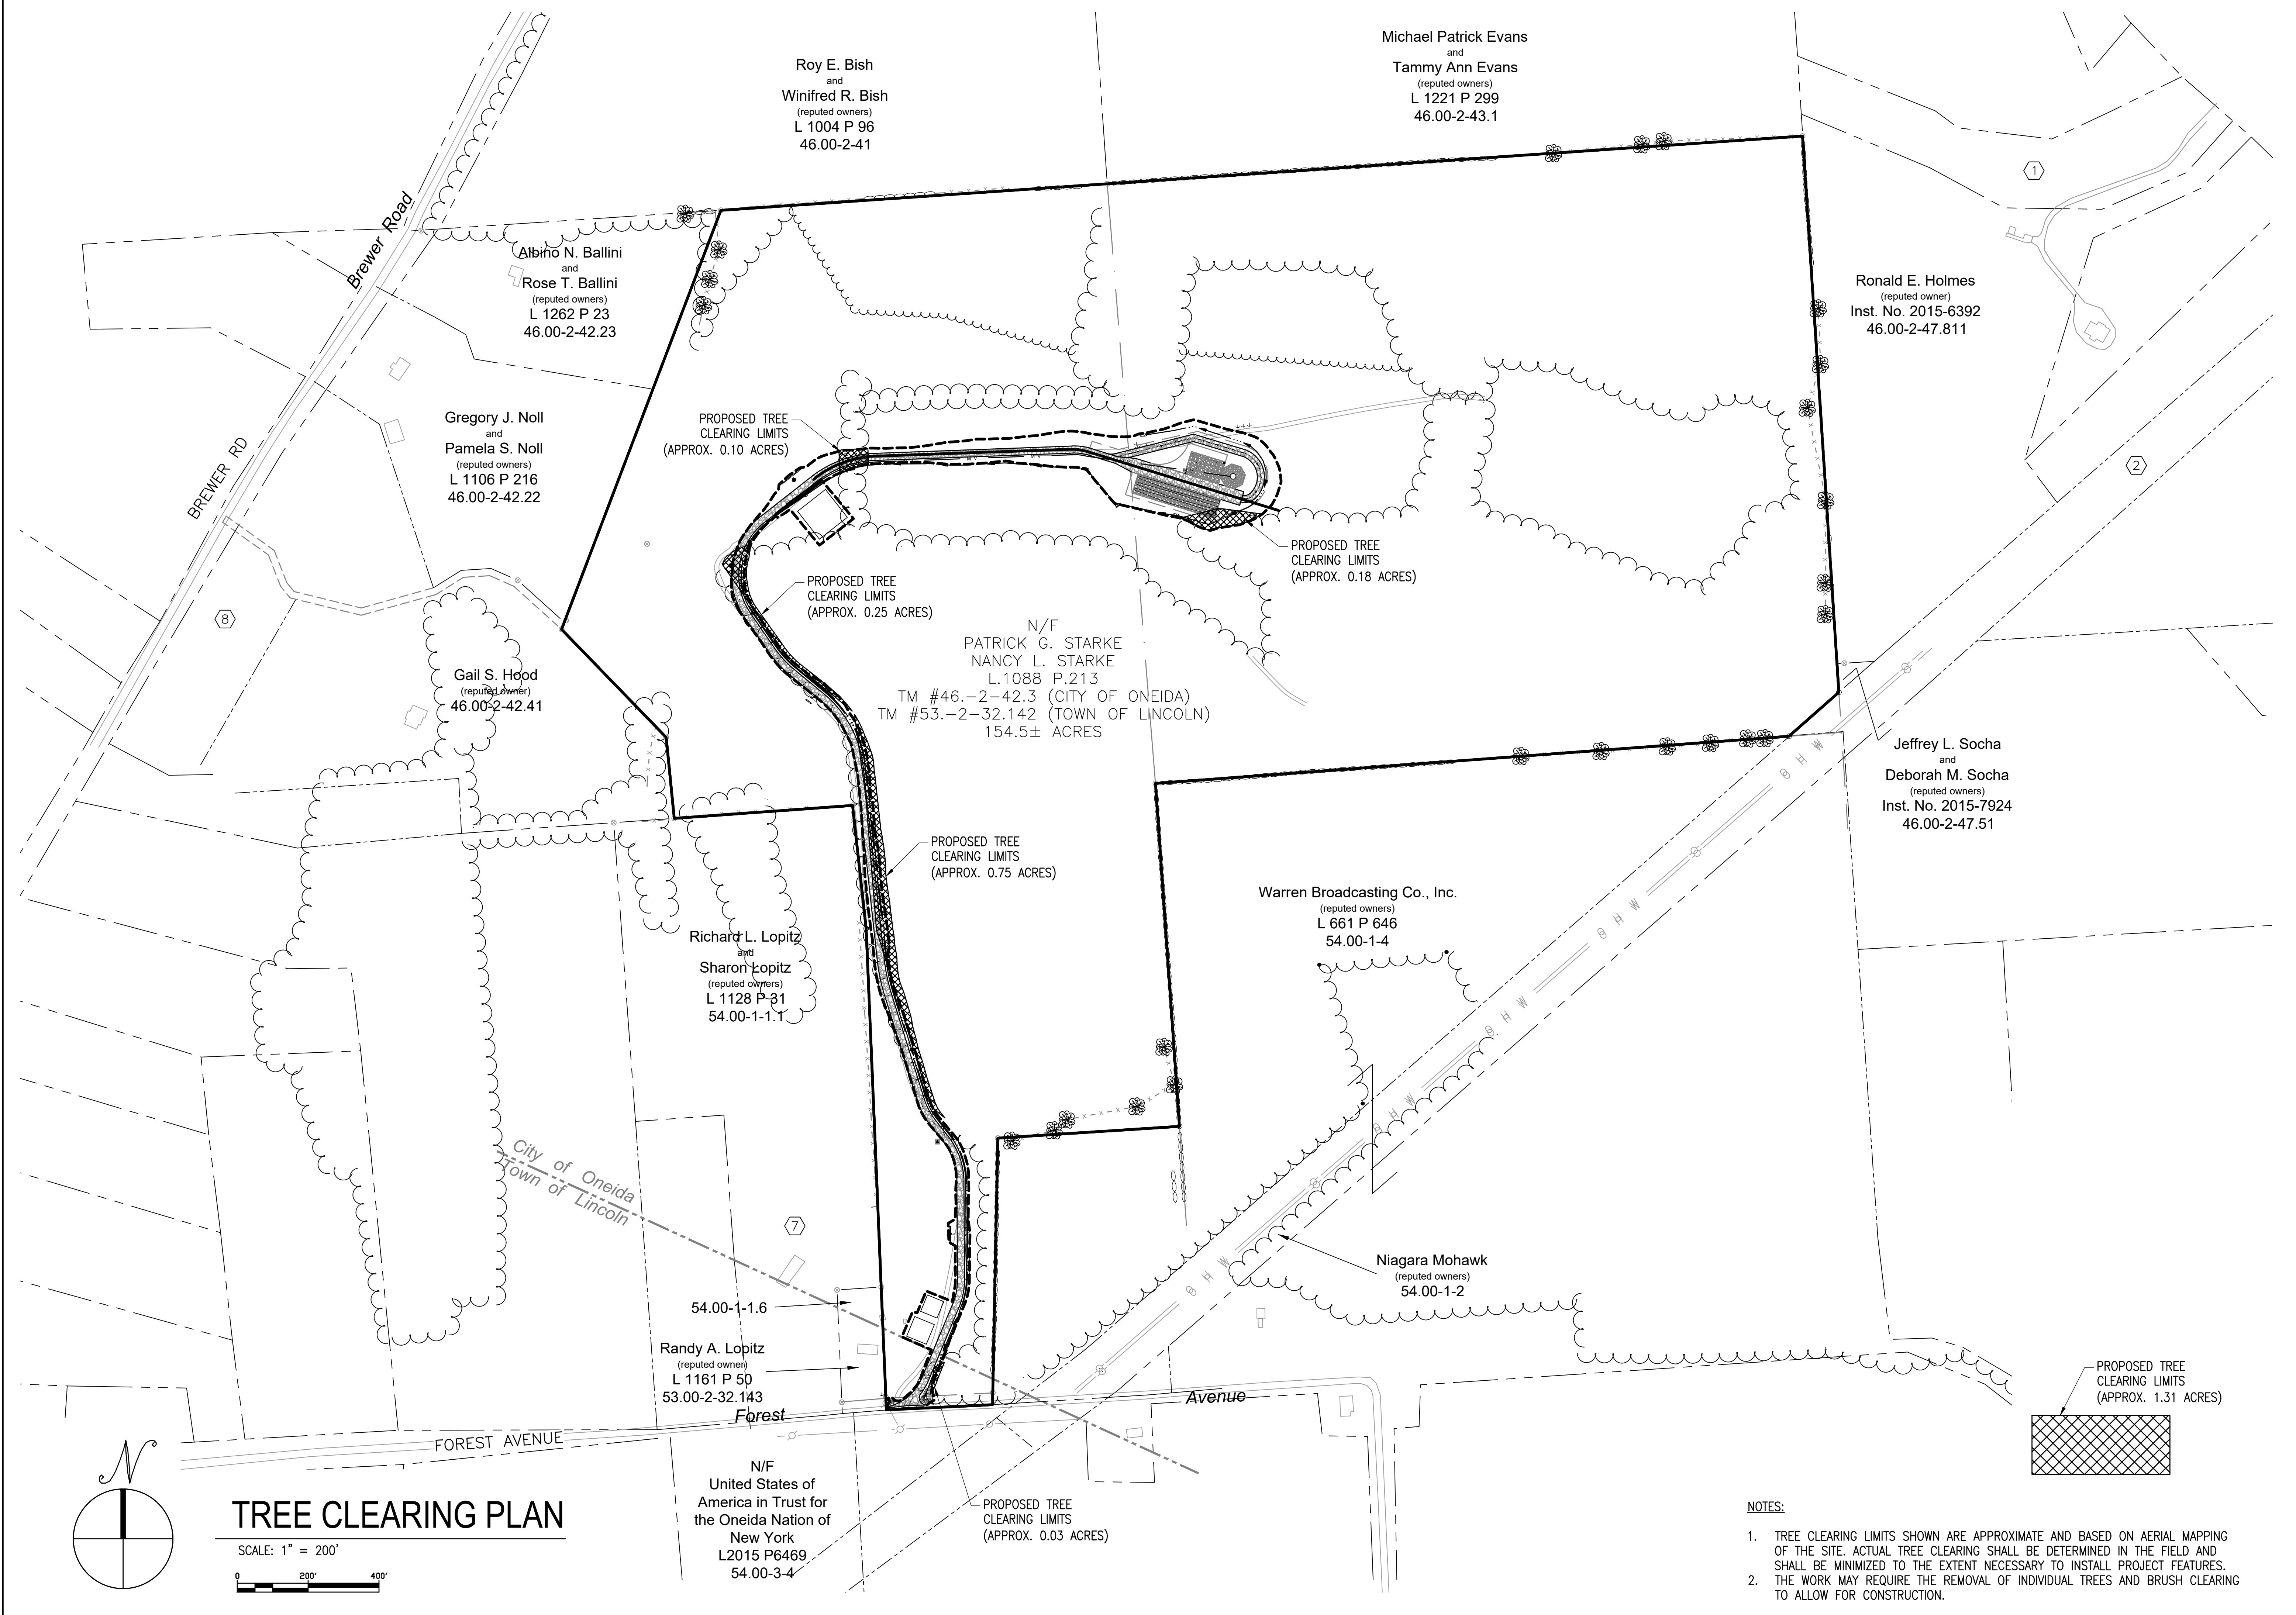 Michael Patrick Evans
and
Tammy Ann Evans
(reputed owners)
L 1221 P 299
46.00-2-43.1
Roy E. Bish
and
Winifred R. Bish
(reputed owners)
L 1004 P 96
46.00-2-41
1
Brewer Road
Albino N. Ballini
and
Rose T. Ballini
(reputed owners)
L 1262 P 23
46.00-2-42.23
Ronald E. Holmes
(reputed owner)
Inst. No. 2015-6392
46.00-2-47.811
Gregory J. Noll
and
Pamela S. Noll
(reputed owners)
L 1106 P 216
46.00-2-42.22
PROPOSED TREE
CLEARING LIMITS
(APPROX. 0.10 ACRES)
BREWER RD
2
PROPOSED TREE
CLEARING LIMITS
(APPROX. 0.18 ACRES)
PROPOSED TREE
CLEARING LIMITS
(APPROX. 0.25 ACRES)
8
N/F
PATRICK G. STARKE
NANCY L. STARKE
L.1088 P.213
TM #46.-2-42.3 (CITY OF ONEIDA)
TM #53.-2-32.142 (TOWN OF LINCOLN)
154.5± ACRES
Gail S. Hood
(reputed owner)
46.00-2-42.41
Jeffrey L. Socha
and
Deborah M. Socha
(reputed owners)
Inst. No. 2015-7924
46.00-2-47.51
OHW
PROPOSED TREE
CLEARING LIMITS
(APPROX. 0.75 ACRES)
Warren Broadcasting Co., Inc.
(reputed owners)
L 661 P 646
54.00-1-4
OHW
Richard L. Lopitz
and
Sharon Lopitz
(reputed owners)
L 1128 P 31
54.00-1-1.1
OHW
OHW
City of Oneida
Town of Lincoln
7
Niagara Mohawk
(reputed owners)
54.00-1-2
OHW
54.00-1-1.6
Randy A. Lopitz
(reputed owner)
L 1161 P 50
53.00-2-32.143
PROPOSED TREE
CLEARING LIMITS
(APPROX. 1.31 ACRES)
Forest Avenue
FOREST AVENUE
N/F
United States of
America in Trust for
the Oneida Nation of
New York
L2015 P6469
54.00-3-4
PROPOSED TREE
CLEARING LIMITS
(APPROX. 0.03 ACRES)
N
TREE CLEARING PLAN
SCALE: 1" = 200'
0 200' 400'
NOTES:
1. TREE CLEARING LIMITS SHOWN ARE APPROXIMATE AND BASED ON AERIAL MAPPING
OF THE SITE. ACTUAL TREE CLEARING SHALL BE DETERMINED IN THE FIELD AND
SHALL BE MINIMIZED TO THE EXTENT NECESSARY TO INSTALL PROJECT FEATURES.
2. THE WORK MAY REQUIRE THE REMOVAL OF INDIVIDUAL TREES AND BRUSH CLEARING
TO ALLOW FOR CONSTRUCTION.